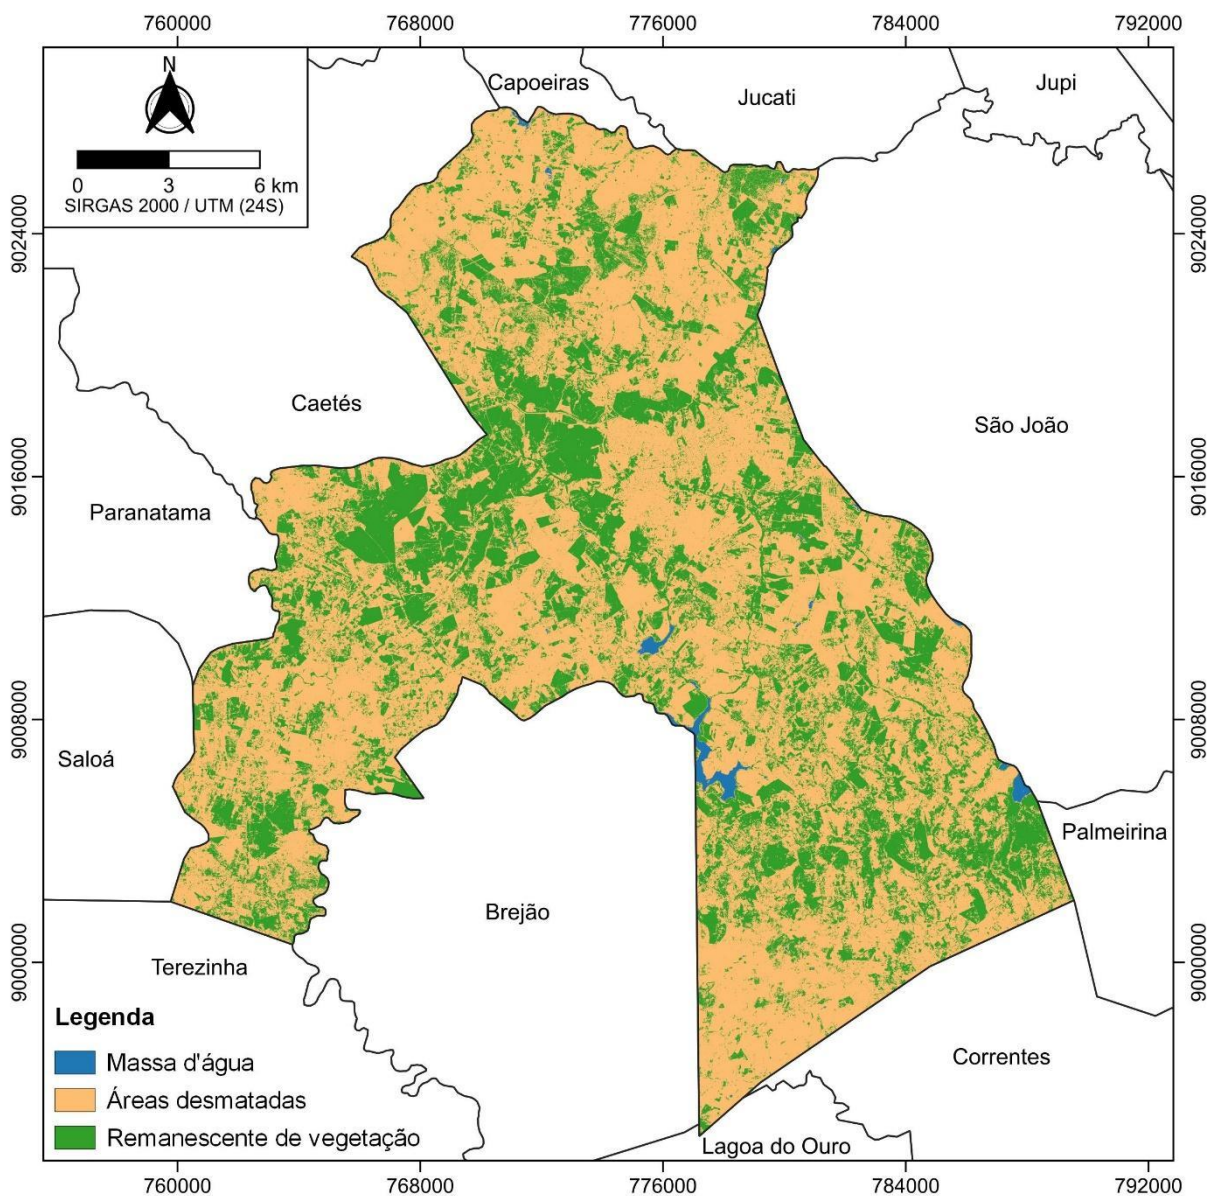 760000 768000 776000 784000 792000
N
0 3 6 km
SIRGAS 2000 / UTM (24S)
Capoeiras
Jucati
Jupi
9024000 9024000
Caetés
São João
9016000 9016000
Paranatama
9008000 9008000
Saloá
Palmeirina
Brejão
9000000 9000000
Terezinha
Legenda
Massa d'água
Áreas desmatadas
Remanescente de vegetação
Correntes
Lagoa do Ouro
760000 768000 776000 784000 792000